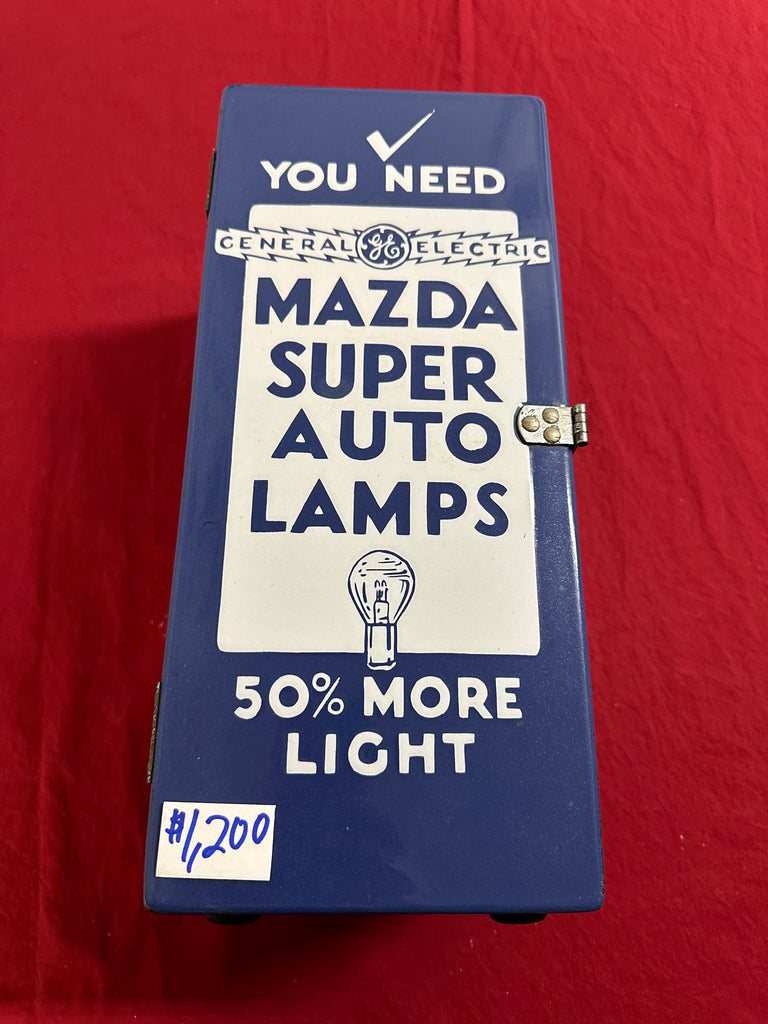 YOU NEED
GENERAL GE ELECTRIC
MAZDA
SUPER
AUTO
LAMPS
50% MORE
LIGHT
$1,200